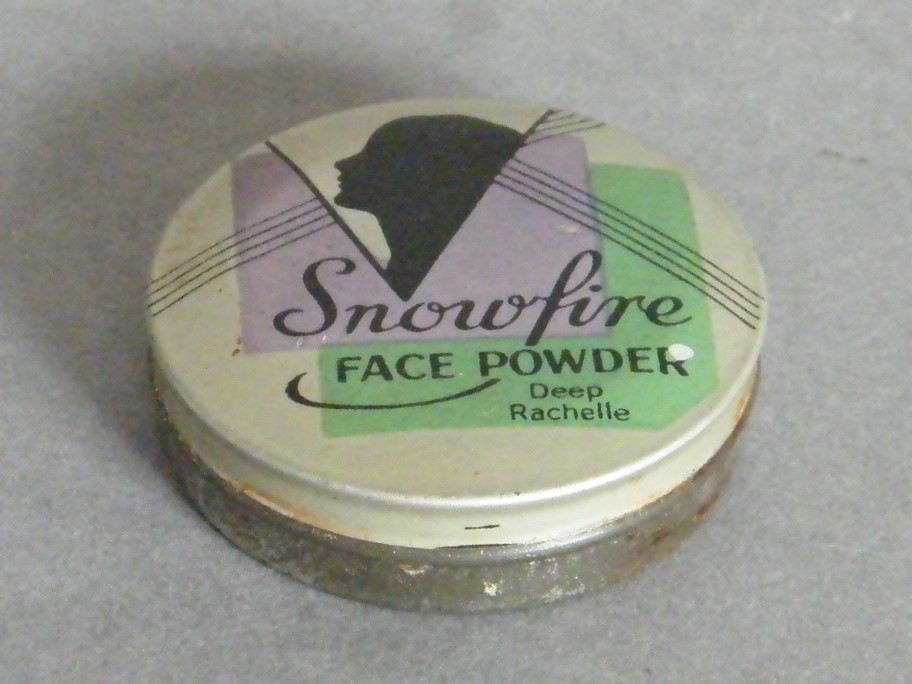 Snowfire
FACE POWDER
Deep
Rachelle